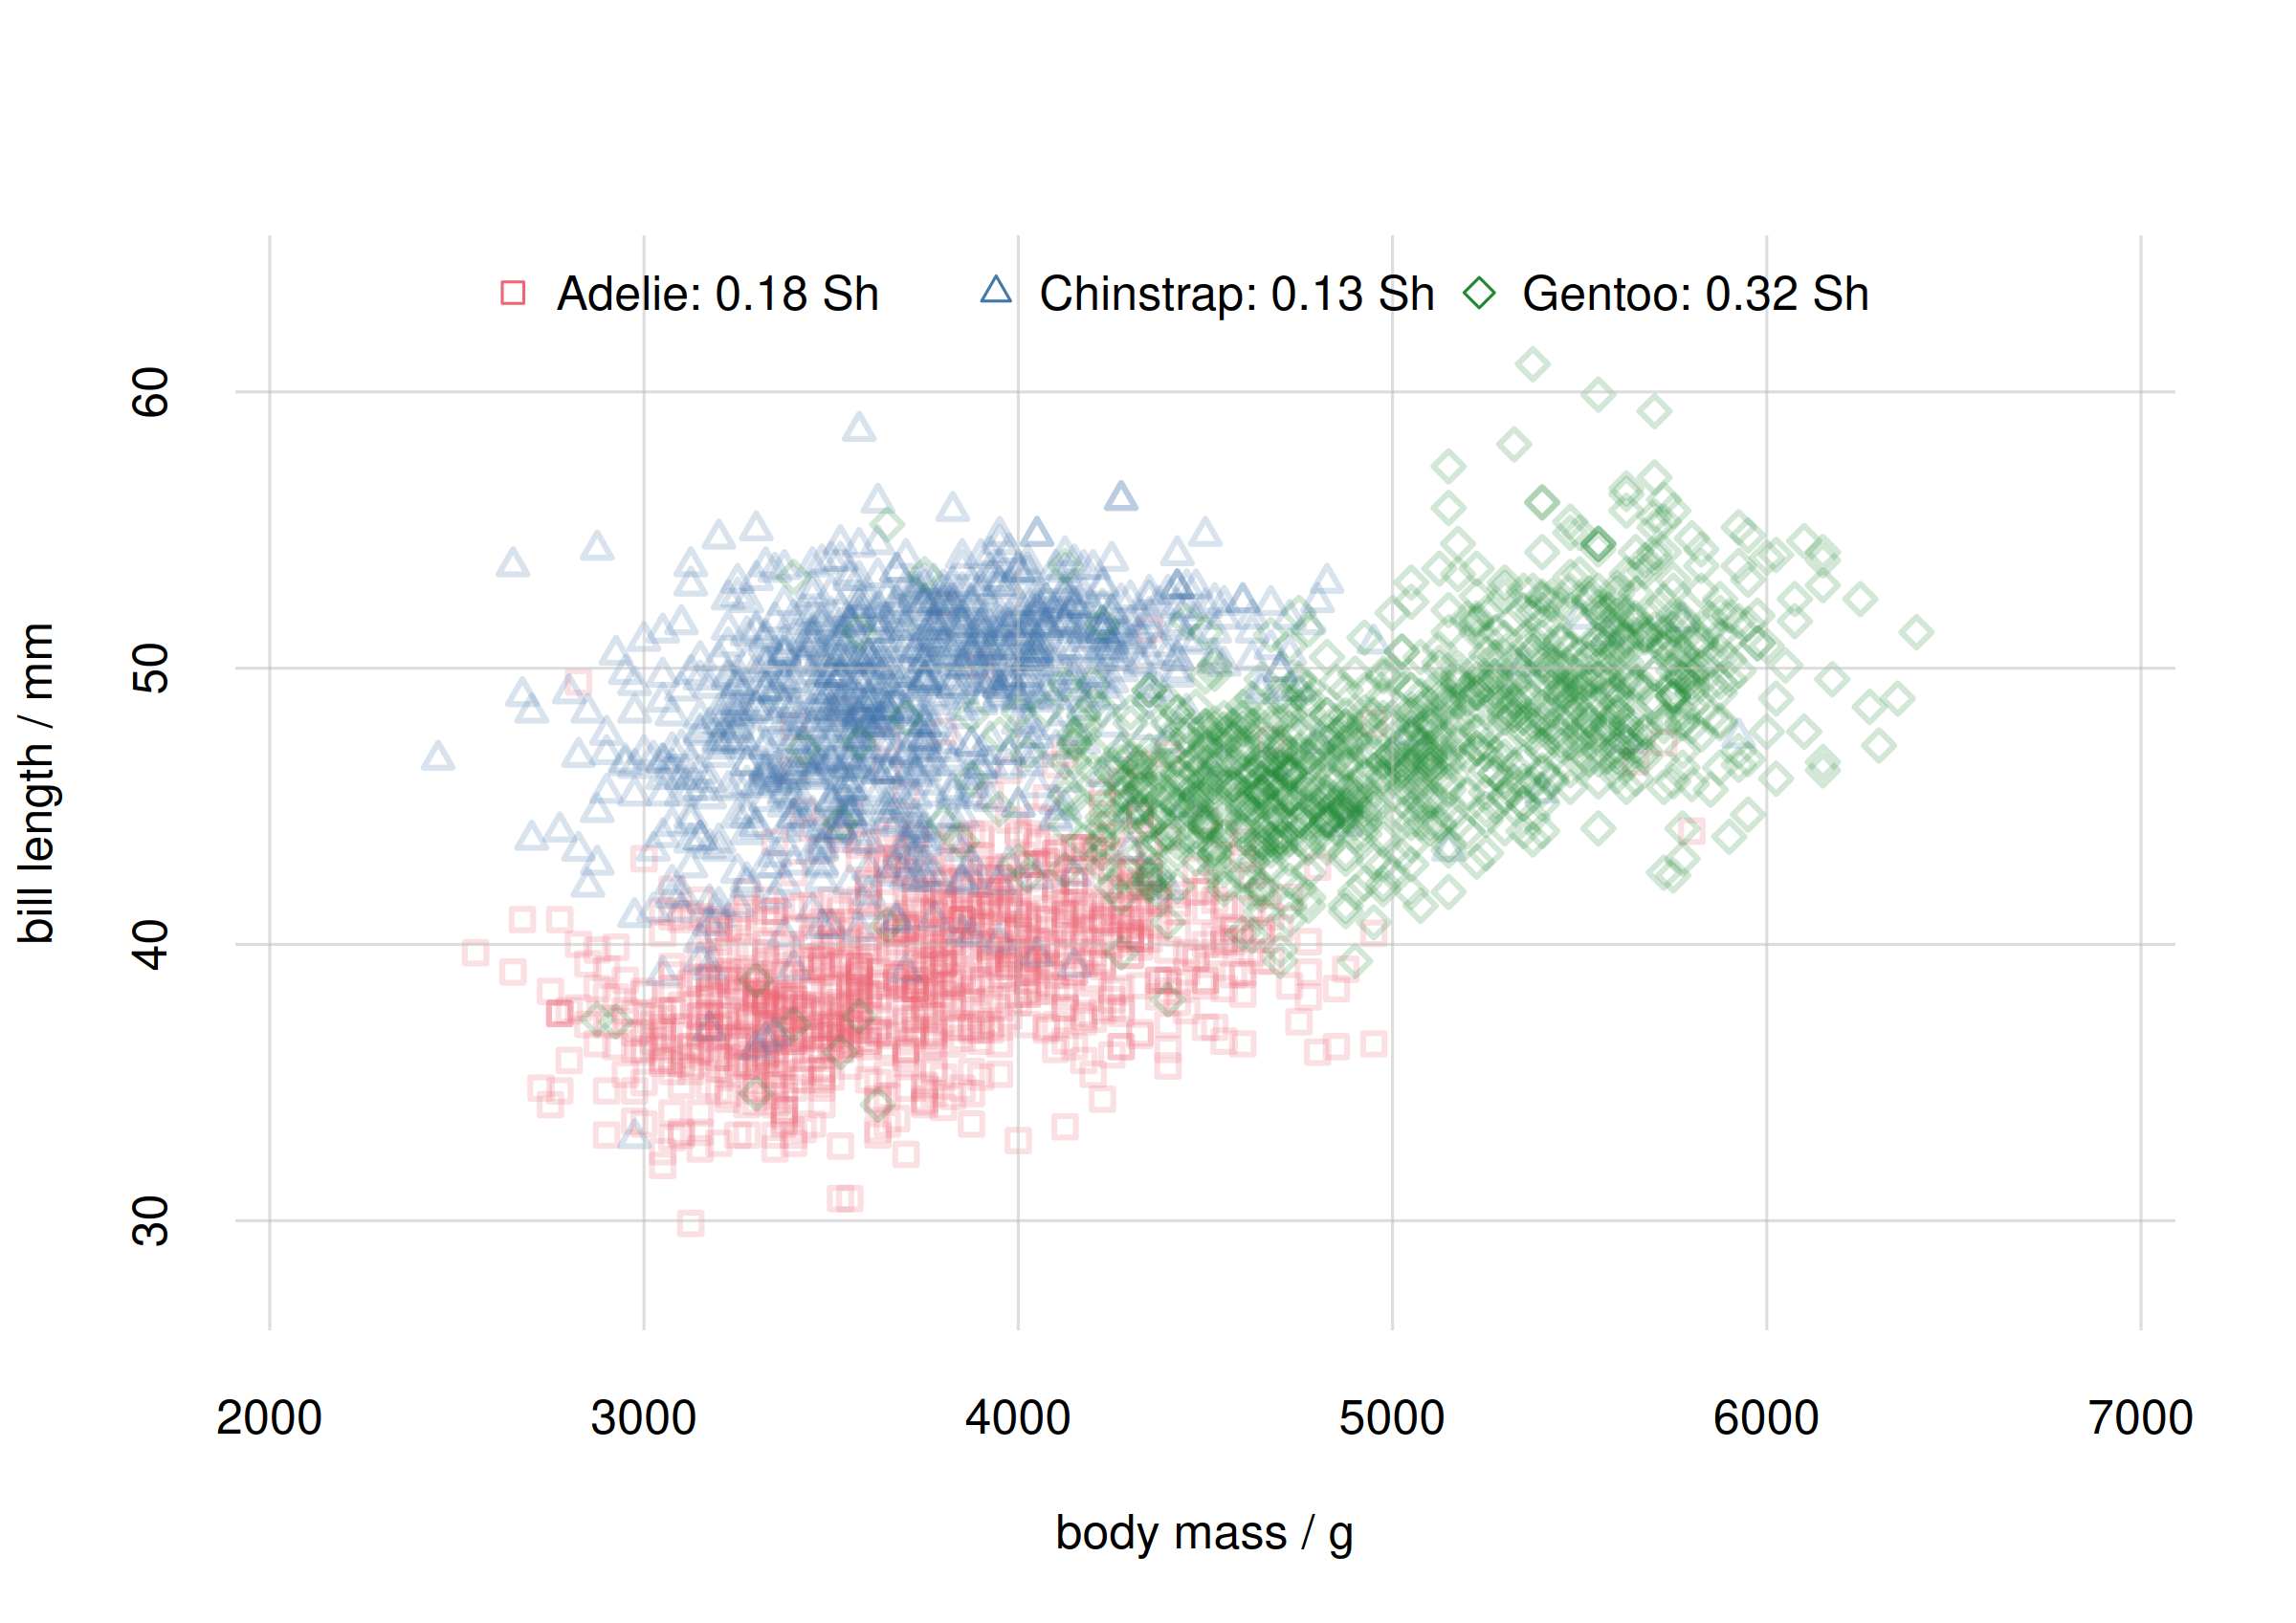 Adelie: 0.18 Sh Chinstrap: 0.13 Sh Gentoo: 0.32 Sh
60
50
40
30
bill length / mm
2000 3000 4000 5000 6000 7000
body mass / g